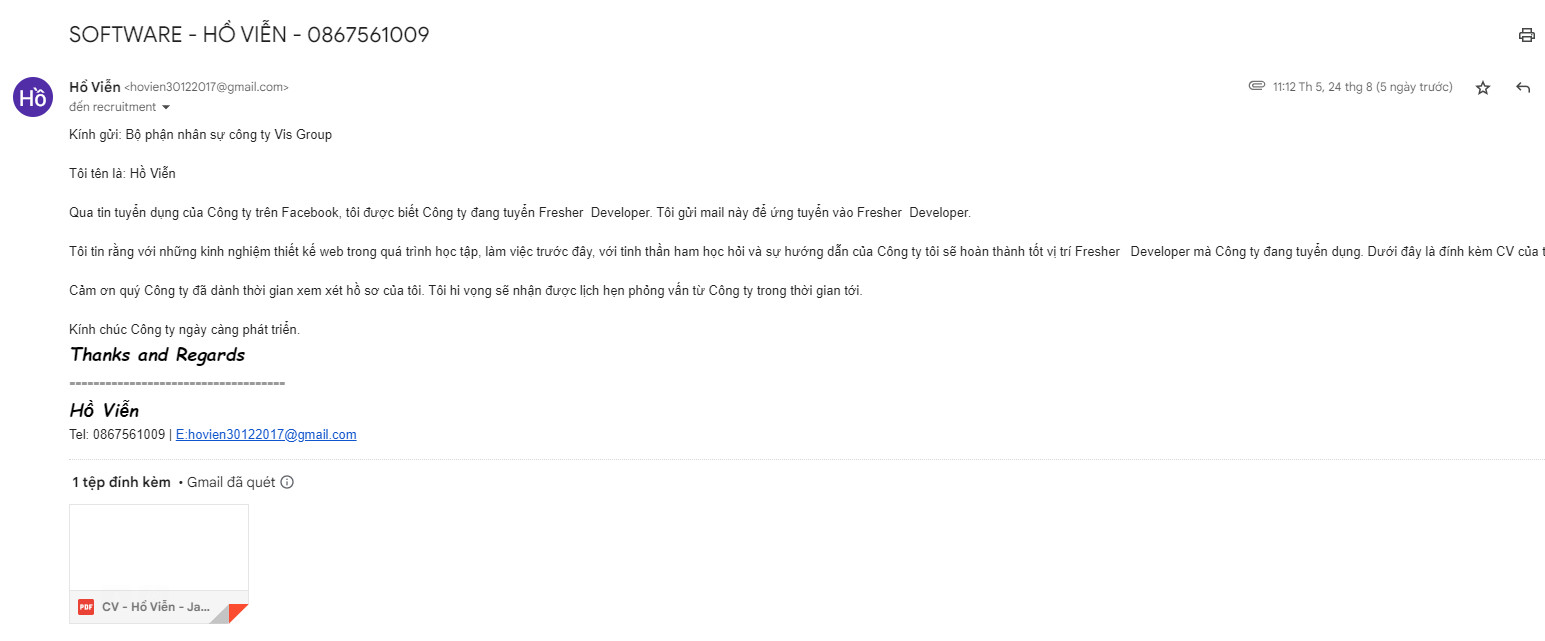 SOFTWARE - HỒ VIỄN - 0867561009
Hồ
Hồ Viễn <hovien30122017@gmail.com>
11:12 Th 5, 24 thg 8 (5 ngày trước)
đến recruitment
Kính gửi: Bộ phận nhân sự công ty Vis Group
Tôi tên là: Hồ Viễn
Qua tin tuyển dụng của Công ty trên Facebook, tôi được biết Công ty đang tuyển Fresher  Developer. Tôi gửi mail này để ứng tuyển vào Fresher  Developer.
Tôi tin rằng với những kinh nghiệm thiết kế web trong quá trình học tập, làm việc trước đây, với tinh thần ham học hỏi và sự hướng dẫn của Công ty tôi sẽ hoàn thành tốt vị trí Fresher   Developer mà Công ty đang tuyển dụng. Dưới đây là đính kèm CV của t
Cảm ơn quý Công ty đã dành thời gian xem xét hồ sơ của tôi. Tôi hi vọng sẽ nhận được lịch hẹn phỏng vấn từ Công ty trong thời gian tới.
Kính chúc Công ty ngày càng phát triển.
Thanks and Regards
====================================
Hồ Viễn
Tel: 0867561009 | E:hovien30122017@gmail.com
1 tệp đính kèm • Gmail đã quét
PDF CV - Hồ Viễn - Ja...